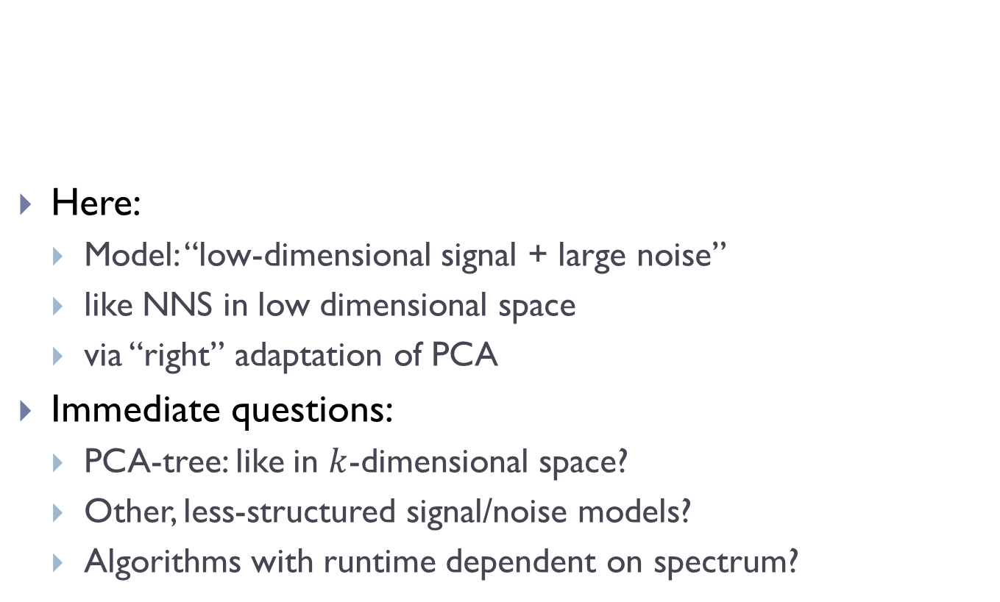 Here:
Model: “low-dimensional signal + large noise”
like NNS in low dimensional space
via “right” adaptation of PCA
Immediate questions:
PCA-tree: like in k-dimensional space?
Other, less-structured signal/noise models?
Algorithms with runtime dependent on spectrum?